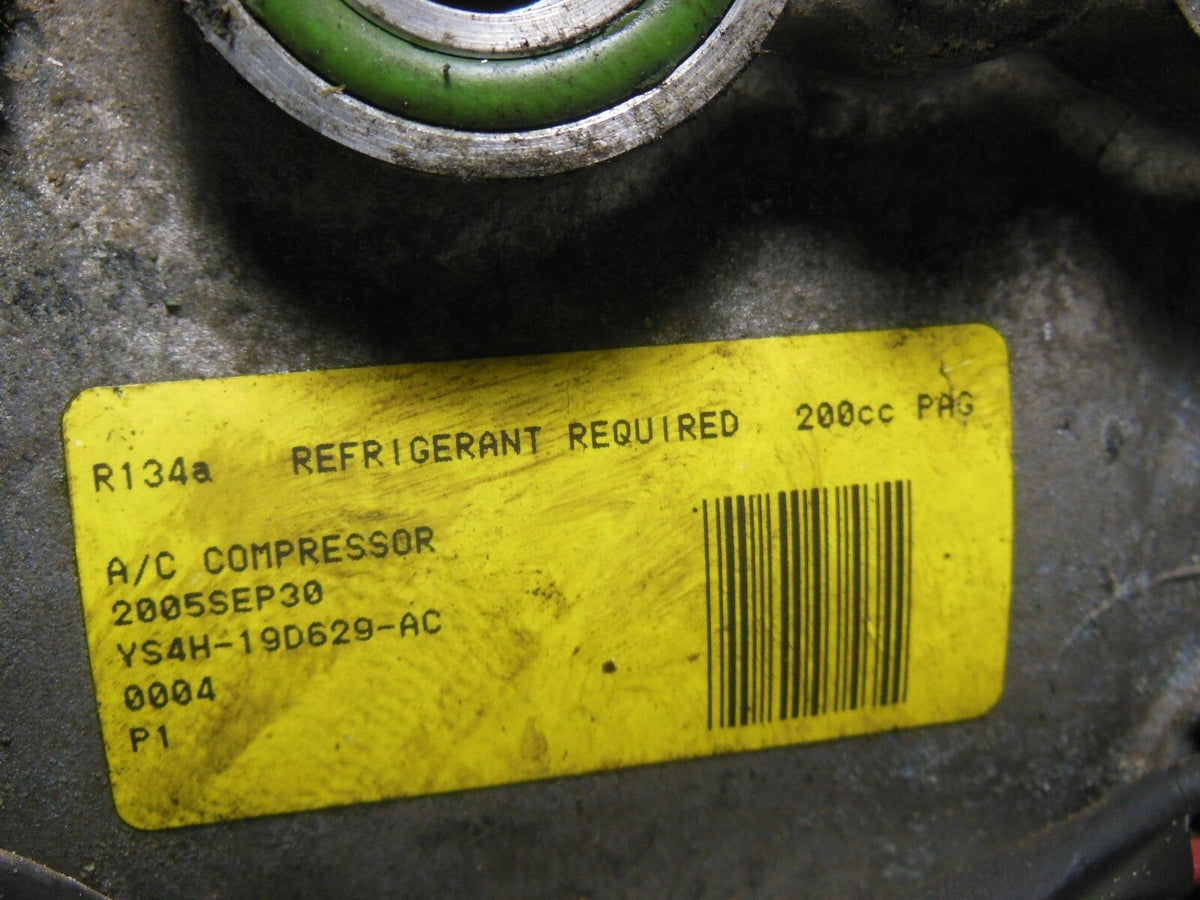 R134a REFRIGERANT REQUIRED 200cc PAG
A/C COMPRESSOR
2005SEP30
YS4H-19D629-AC
0004
P1